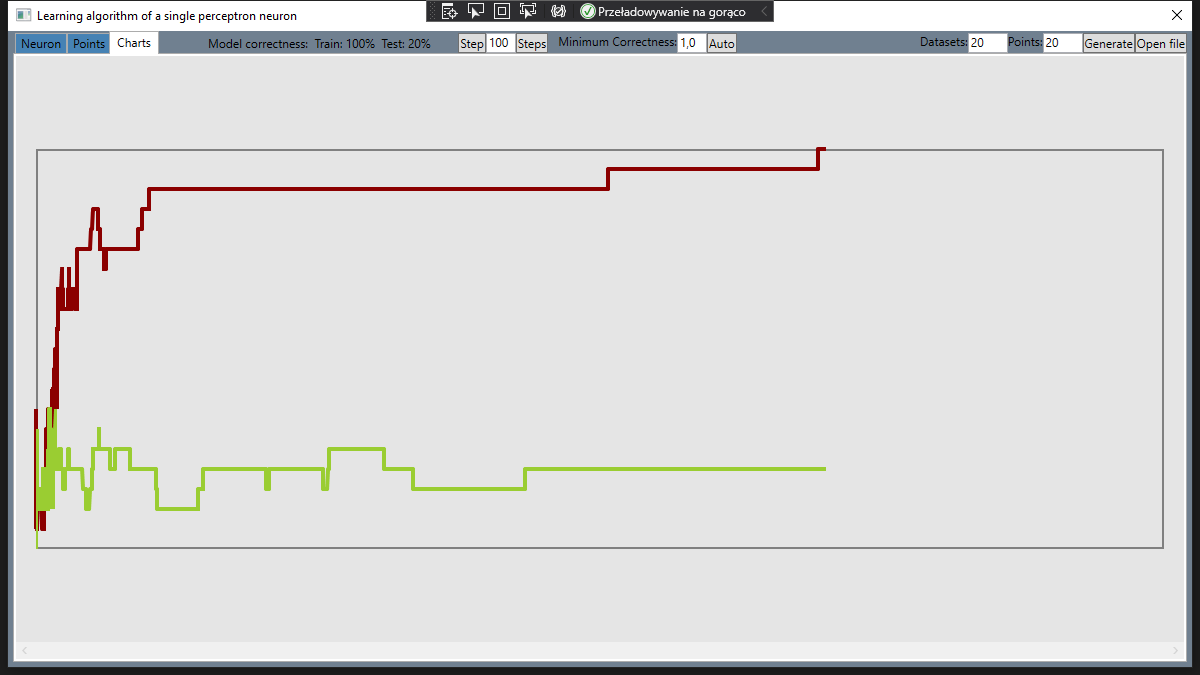 Learning algorithm of a single perceptron neuron
Przeładowywanie na gorąco
Neuron Points Charts Model correctness: Train: 100% Test: 20% Step 100 Steps Minimum Correctness: 1,0 Auto Datasets: 20 Points: 20 Generate Open file